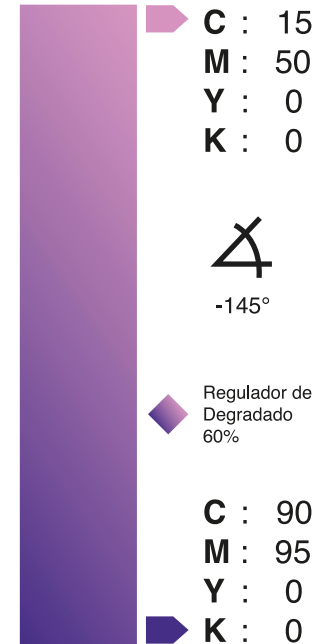 C : 15
M : 50
Y : 0
K : 0
-145°
Regulador de
Degradado
60%
C : 90
M : 95
Y : 0
K : 0